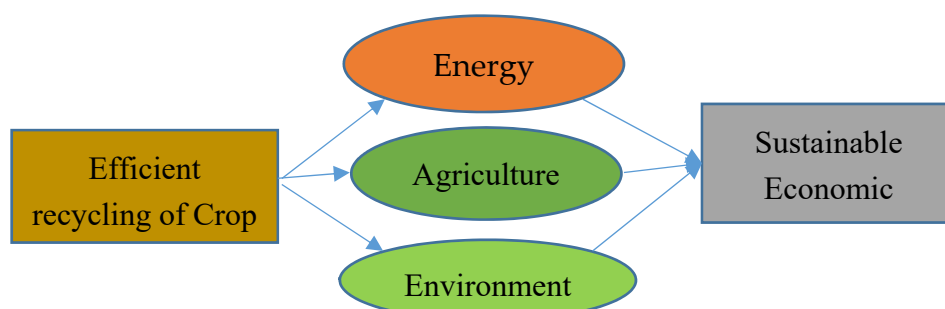 Energy
Efficient
recycling of Crop
Agriculture
Sustainable
Economic
Environment